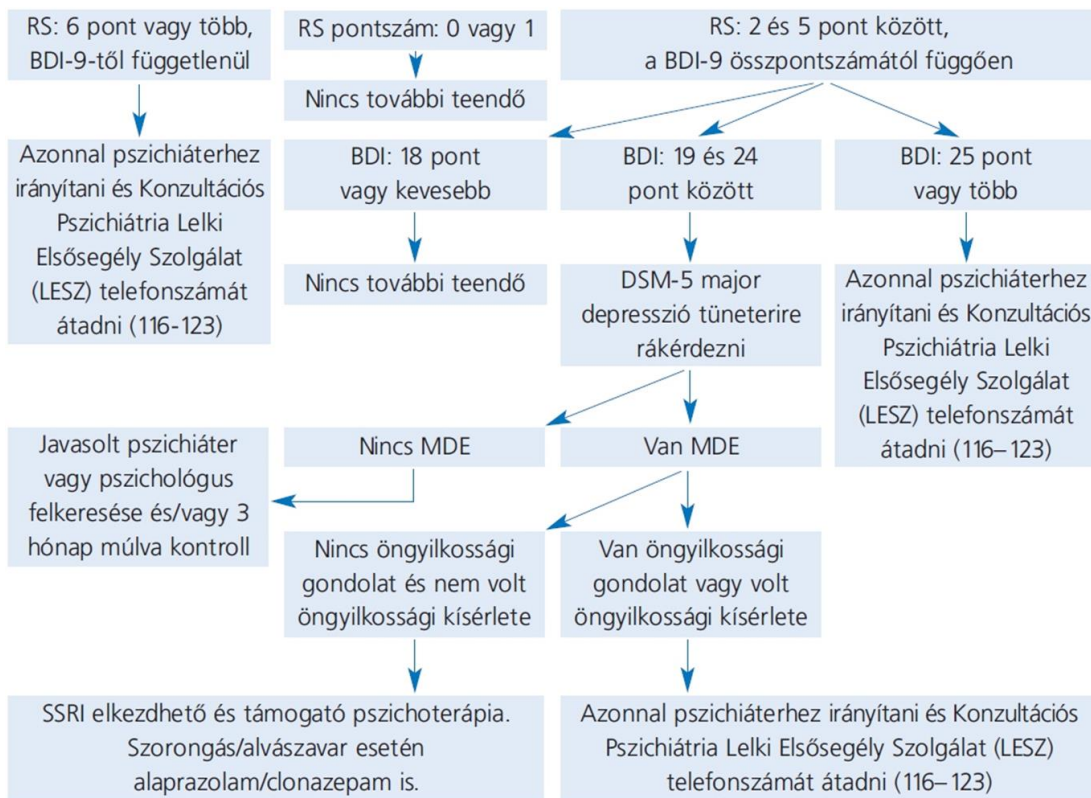 RS: 6 pont vagy több,
BDI-9-től függetlenül
RS pontszám: 0 vagy 1
RS: 2 és 5 pont között,
a BDI-9 összpontszámától függően
Nincs további teendő
Azonnal pszichiáterhez
irányítani és Konzultációs
Pszichiátria Lelki
Elsősegély Szolgálat
(LESZ) telefonszámát
átadni (116-123)
BDI: 18 pont
vagy kevesebb
BDI: 19 és 24
pont között
BDI: 25 pont
vagy több
Nincs további teendő
DSM-5 major
depresszió tüneterire
rákérdezni
Azonnal pszichiáterhez
irányítani és Konzultációs
Pszichiátria Lelki
Elsősegély Szolgálat
(LESZ) telefonszámát
átadni (116–123)
Javasolt pszichiáter
vagy pszichológus
felkeresése és/vagy 3
hónap múlva kontroll
Nincs MDE
Van MDE
Nincs öngyilkossági
gondolat és nem volt
öngyilkossági kísérlete
Van öngyilkossági
gondolat vagy volt
öngyilkossági kísérlete
SSRI elkezdhető és támogató pszichoterápia.
Szorongás/alvászavar esetén
alaprazolam/clonazepam is.
Azonnal pszichiáterhez irányítani és Konzultációs
Pszichiátria Lelki Elsősegély Szolgálat (LESZ)
telefonszámát átadni (116–123)